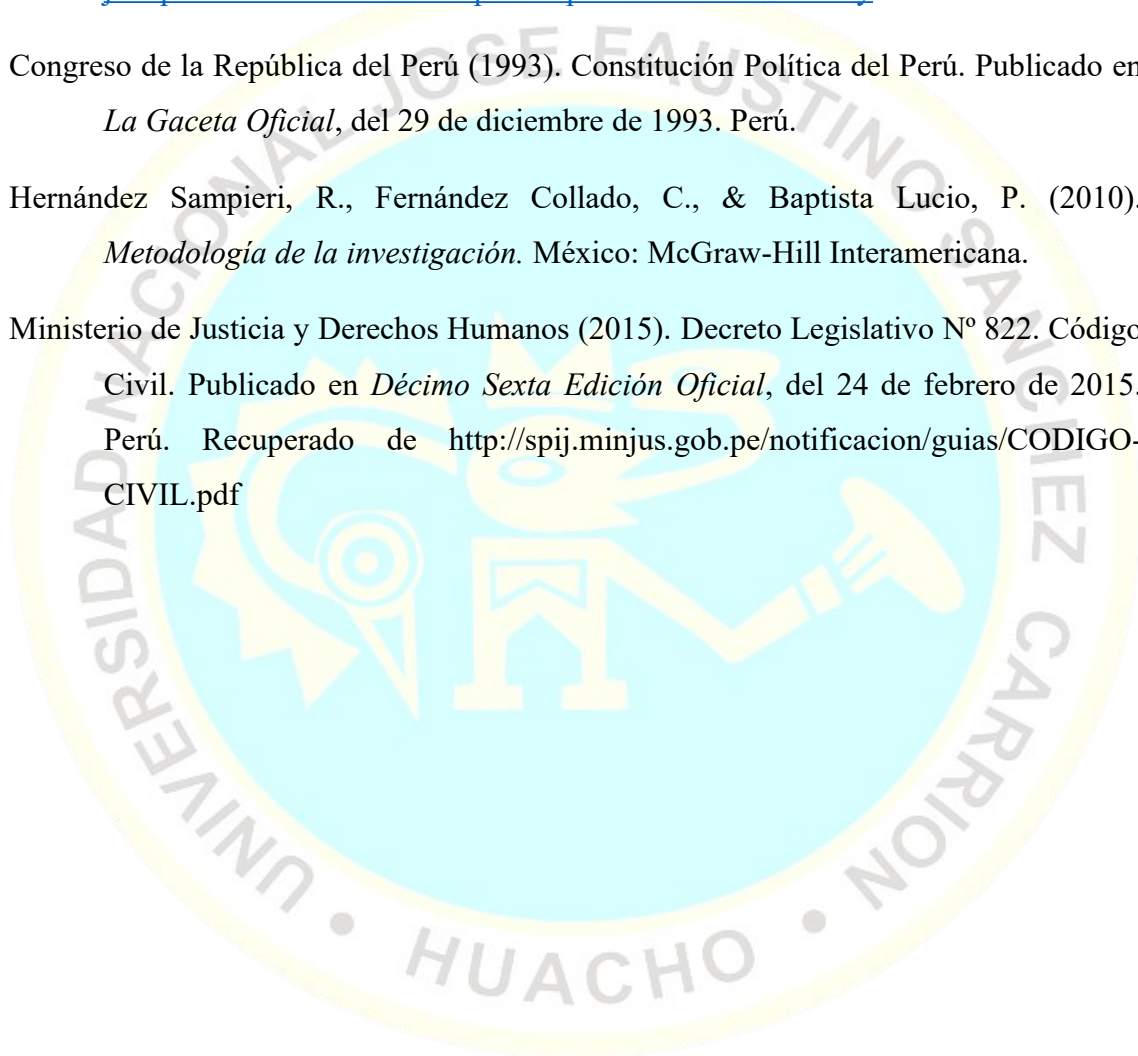 Congreso de la República del Perú (1993). Constitución Política del Perú. Publicado en
La Gaceta Oficial, del 29 de diciembre de 1993. Perú.
Hernández Sampieri, R., Fernández Collado, C., & Baptista Lucio, P. (2010).
Metodología de la investigación. México: McGraw-Hill Interamericana.
Ministerio de Justicia y Derechos Humanos (2015). Decreto Legislativo Nº 822. Código
Civil. Publicado en Décimo Sexta Edición Oficial, del 24 de febrero de 2015.
Perú. Recuperado de http://spij.minjus.gob.pe/notificacion/guias/CODIGO-
CIVIL.pdf
UNIVERSIDAD NACIONAL JOSE FAUSTINO SANCHEZ CARRION
• HUACHO •